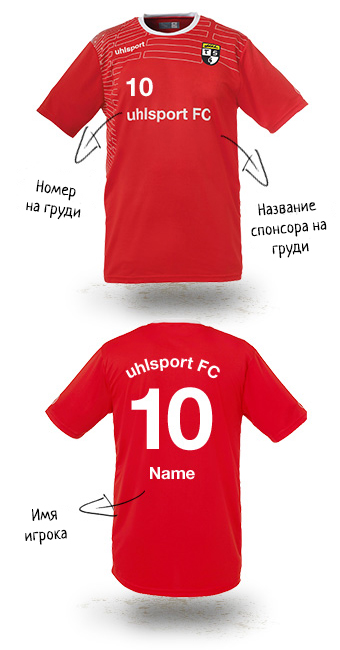 uhlsport
10
uhlsport FC
Номер
на груди
Название
спонсора на
груди
uhlsport FC
10
Name
Имя
игрока